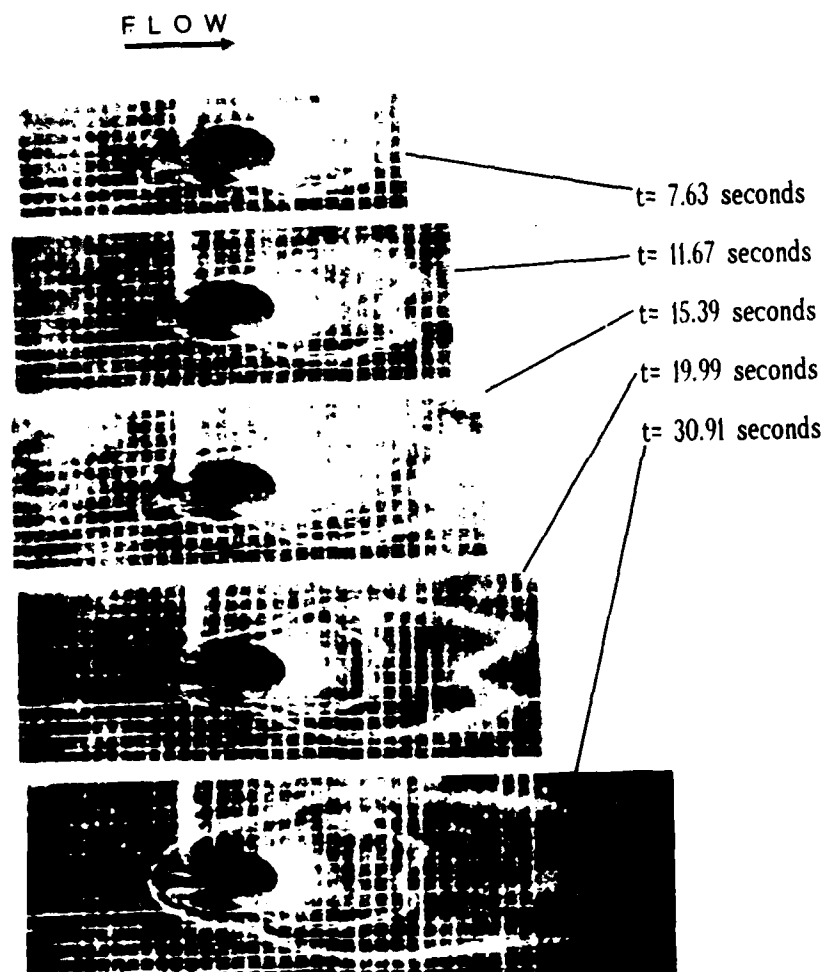 FLOW
t= 7.63 seconds
t= 11.67 seconds
t= 15.39 seconds
t= 19.99 seconds
t= 30.91 seconds